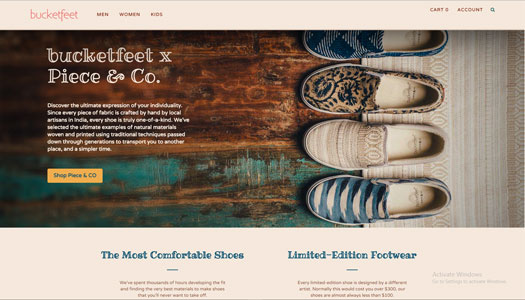 bucketfeet MEN WOMEN KIDS CART 0 ACCOUNT
bucketfeet x
Piece & Co.
Discover the ultimate expression of your individuality.
Since every piece of fabric is crafted by hand by local
artisans in India, every shoe is truly one-of-a-kind. We've
selected the ultimate examples of natural materials
woven and printed using traditional techniques passed
down through generations to transport you to another
place, and a simpler time.
Shop Piece & CO
The Most Comfortable Shoes
We've spent thousands of hours developing the fit
and finding the very best materials to make shoes
that you'll never want to take off.
Limited-Edition Footwear
Every limited-edition shoe is designed by a different
artist. Normally this would cost you over $300, our
shoes are almost always less than $100.
Activate Windows
Go to Settings to activate Windows.